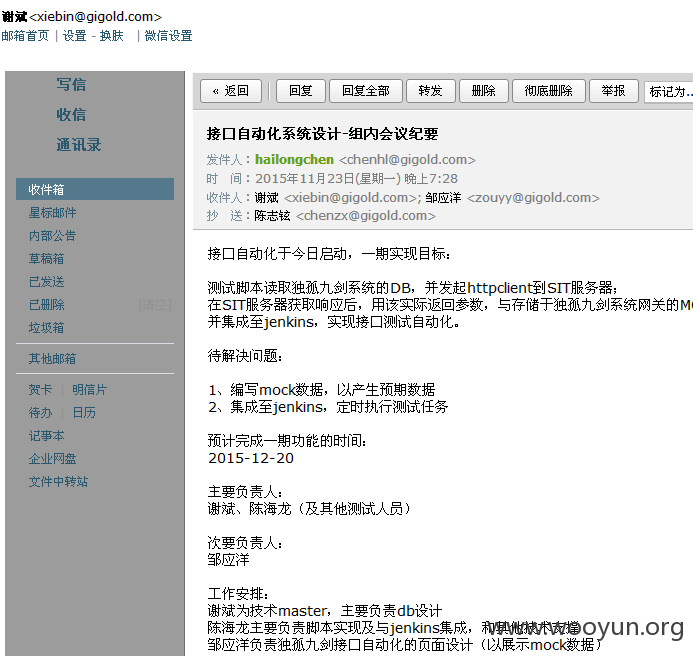 谢斌<xiebin@gigold.com>
邮箱首页 | 设置 - 换肤 | 微信设置
写信
收信
通讯录
收件箱
星标邮件
内部公告
草稿箱
已发送
已删除 [清空]
垃圾箱
其他邮箱
贺卡 | 明信片
待办 | 日历
记事本
企业网盘
文件中转站
« 返回 回复 回复全部 转发 删除 彻底删除 举报 标记为...
接口自动化系统设计-组内会议纪要
发件人：hailongchen <chenhl@gigold.com>
时 间：2015年11月23日(星期一) 晚上7:28
收件人：谢斌 <xiebin@gigold.com>; 邹应洋 <zouyy@gigold.com>
抄 送：陈志铉 <chenzx@gigold.com>
接口自动化于今日启动，一期实现目标：
测试脚本读取独孤九剑系统的DB，并发起httpclient到SIT服务器；
在SIT服务器获取响应后，用该实际返回参数，与存储于独孤九剑系统网关的MO
并集成至jenkins，实现接口测试自动化。
待解决问题：
1、编写mock数据，以产生预期数据
2、集成至jenkins，定时执行测试任务
预计完成一期功能的时间：
2015-12-20
主要负责人：
谢斌、陈海龙（及其他测试人员）
次要负责人：
邹应洋
工作安排：
谢斌为技术master，主要负责db设计
陈海龙主要负责脚本实现及与jenkins集成，和其他技术支撑
邹应洋负责独孤九剑接口自动化的页面设计（以展示mock数据）
www.wooyun.org